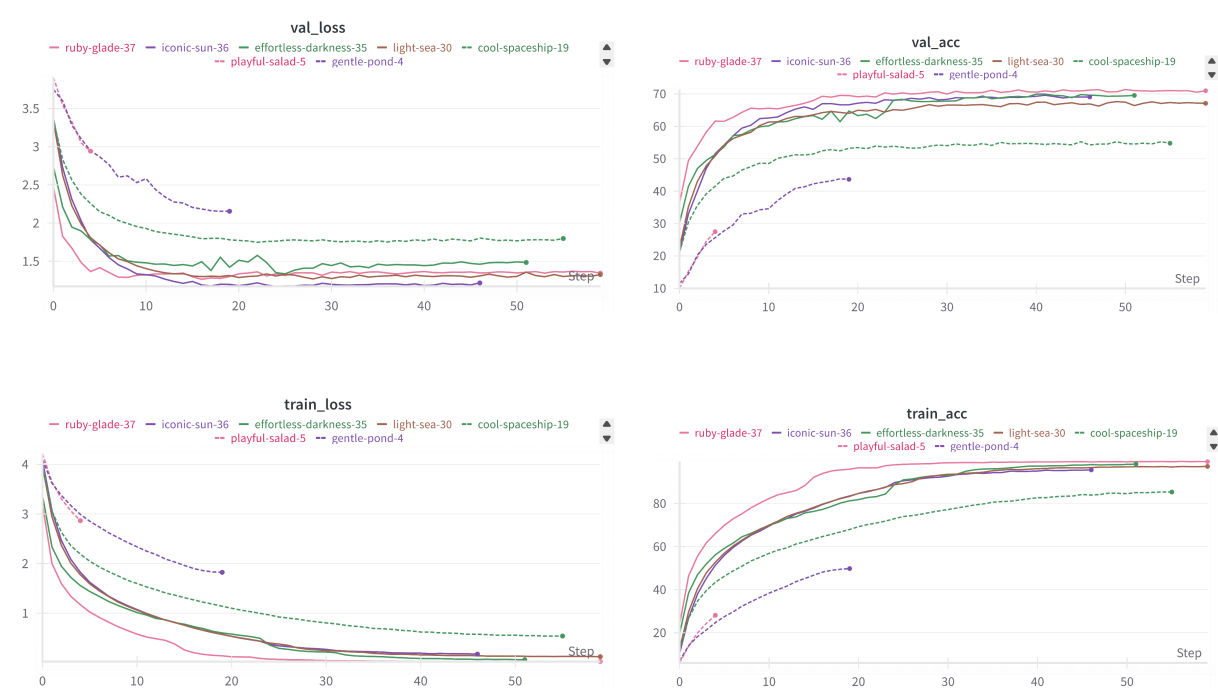 val_loss
ruby-glade-37 iconic-sun-36 effortless-darkness-35 light-sea-30 cool-spaceship-19
playful-salad-5 gentle-pond-4
3.5
3
2.5
2
1.5
Step
0 10 20 30 40 50
val_acc
ruby-glade-37 iconic-sun-36 effortless-darkness-35 light-sea-30 cool-spaceship-19
playful-salad-5 gentle-pond-4
70
60
50
40
30
20
10
Step
0 10 20 30 40 50
train_loss
ruby-glade-37 iconic-sun-36 effortless-darkness-35 light-sea-30 cool-spaceship-19
playful-salad-5 gentle-pond-4
4
3
2
1
Step
0 10 20 30 40 50
train_acc
ruby-glade-37 iconic-sun-36 effortless-darkness-35 light-sea-30 cool-spaceship-19
playful-salad-5 gentle-pond-4
80
60
40
20
Step
0 10 20 30 40 50